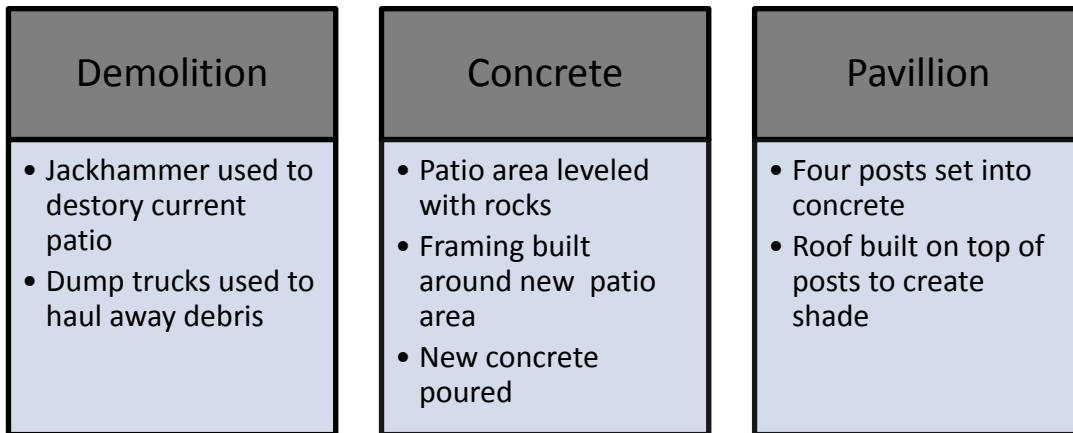 Demolition
• Jackhammer used to
destory current
patio
• Dump trucks used to
haul away debris
Concrete
• Patio area leveled
with rocks
• Framing built
around new  patio
area
• New concrete
poured
Pavillion
• Four posts set into
concrete
• Roof built on top of
posts to create
shade